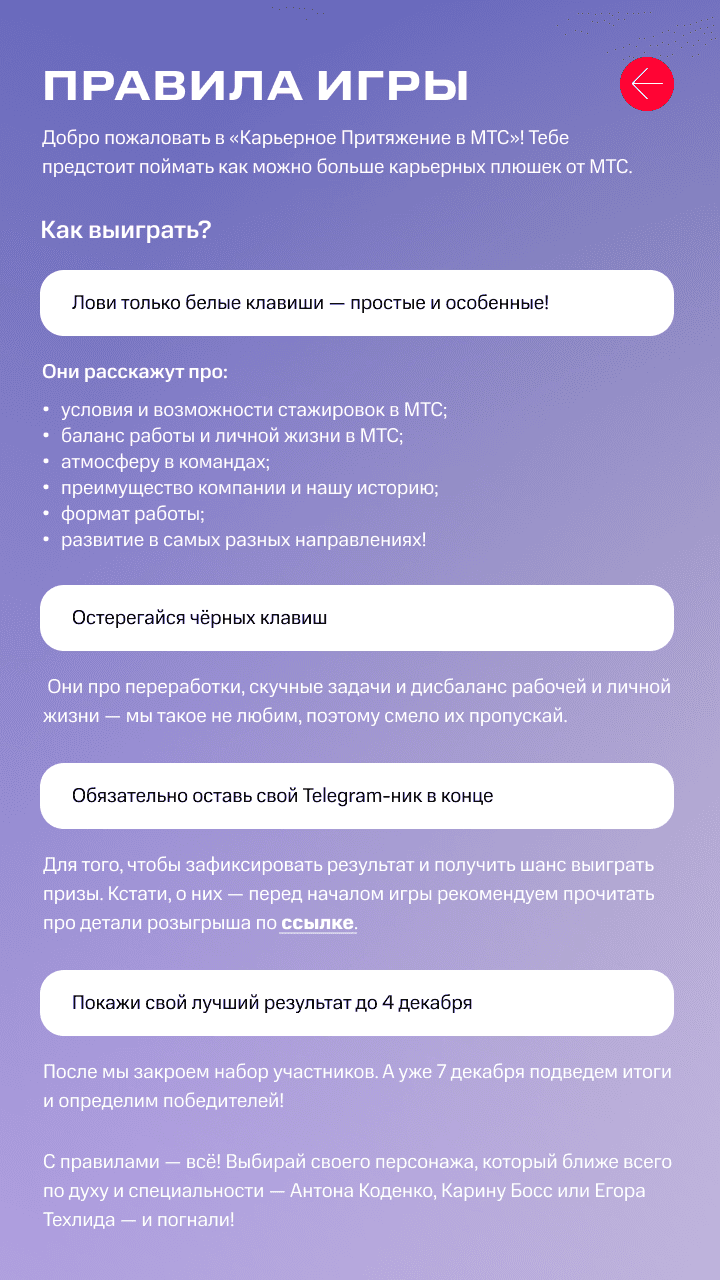 ПРАВИЛА ИГРЫ
Добро пожаловать в «Карьерное Притяжение в МТС»! Тебе
предстоит поймать как можно больше карьерных плюшек от МТС.
Как выиграть?
Лови только белые клавиши — простые и особенные!
Они расскажут про:
• условия и возможности стажировок в МТС;
• баланс работы и личной жизни в МТС;
• атмосферу в командах;
• преимущество компании и нашу историю;
• формат работы;
• развитие в самых разных направлениях!
Остерегайся чёрных клавиш
Они про переработки, скучные задачи и дисбаланс рабочей и личной
жизни — мы такое не любим, поэтому смело их пропускай.
Обязательно оставь свой Telegram-ник в конце
Для того, чтобы зафиксировать результат и получить шанс выиграть
призы. Кстати, о них — перед началом игры рекомендуем прочитать
про детали розыгрыша по ссылке.
Покажи свой лучший результат до 4 декабря
После мы закроем набор участников. А уже 7 декабря подведем итоги
и определим победителей!
С правилами — всё! Выбирай своего персонажа, который ближе всего
по духу и специальности — Антона Коденко, Карину Босс или Егора
Техлида — и погнали!